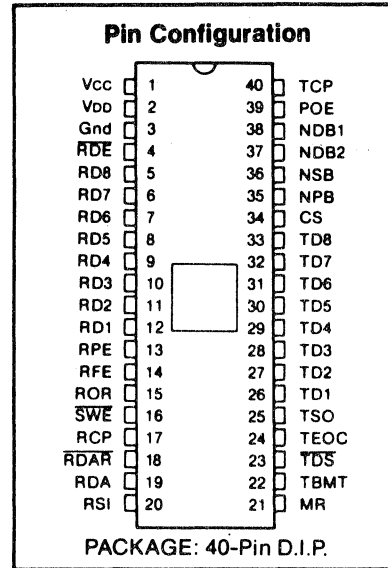 Pin Configuration
VCC 1 40 TCP
VDD 2 39 POE
Gnd 3 38 NDB1
R̅D̅E̅ 4 37 NDB2
RD8 5 36 NSB
RD7 6 35 NPB
RD6 7 34 CS
RD5 8 33 TD8
RD4 9 32 TD7
RD3 10 31 TD6
RD2 11 30 TD5
RD1 12 29 TD4
RPE 13 28 TD3
RFE 14 27 TD2
ROR 15 26 TD1
S̅W̅E̅ 16 25 TSO
RCP 17 24 TEOC
R̅D̅A̅R̅ 18 23 T̅D̅S̅
RDA 19 22 TBMT
RSI 20 21 MR
PACKAGE: 40-Pin D.I.P.